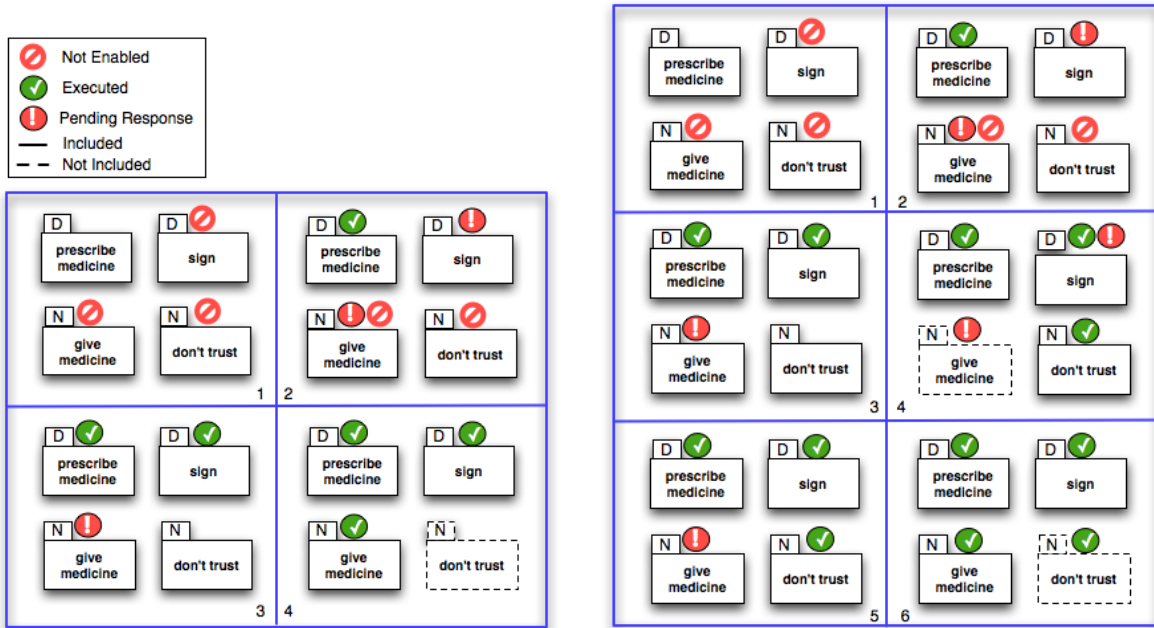 Not Enabled
Executed
Pending Response
Included
Not Included
D
prescribe
medicine
D
sign
N
give
medicine
N
don't trust
1
D
prescribe
medicine
D
sign
N
give
medicine
N
don't trust
2
D
prescribe
medicine
D
sign
N
give
medicine
N
don't trust
3
D
prescribe
medicine
D
sign
N
give
medicine
N
don't trust
4
D
prescribe
medicine
D
sign
N
give
medicine
N
don't trust
1
D
prescribe
medicine
D
sign
N
give
medicine
N
don't trust
2
D
prescribe
medicine
D
sign
N
give
medicine
N
don't trust
3
D
prescribe
medicine
D
sign
N
give
medicine
N
don't trust
4
D
prescribe
medicine
D
sign
N
give
medicine
N
don't trust
5
D
prescribe
medicine
D
sign
N
give
medicine
N
don't trust
6